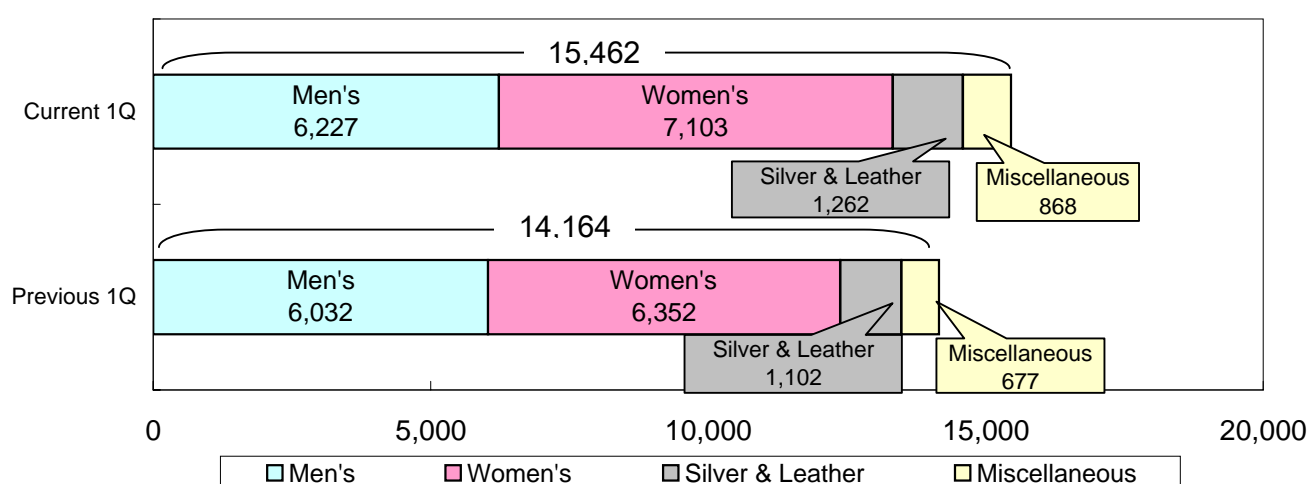 15,462
Current 1Q
Men's
6,227
Women's
7,103
Silver & Leather
1,262
Miscellaneous
868
14,164
Previous 1Q
Men's
6,032
Women's
6,352
Silver & Leather
1,102
Miscellaneous
677
0 5,000 10,000 15,000 20,000
Men's Women's Silver & Leather Miscellaneous